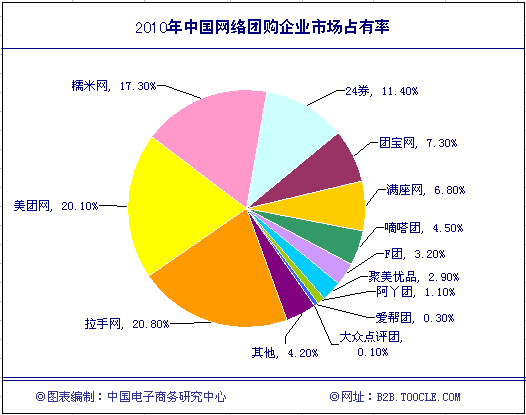 2010年中国网络团购企业市场占有率
糯米网, 17.30%
24券, 11.40%
团宝网, 7.30%
满座网, 6.80%
嘀嗒团, 4.50%
F团, 3.20%
聚美优品, 2.90%
阿丫团, 1.10%
爱帮团, 0.30%
大众点评团,
0.10%
其他, 4.20%
拉手网, 20.80%
美团网, 20.10%
©图表编制：中国电子商务研究中心 ©网址：B2B.TOOCLE.COM